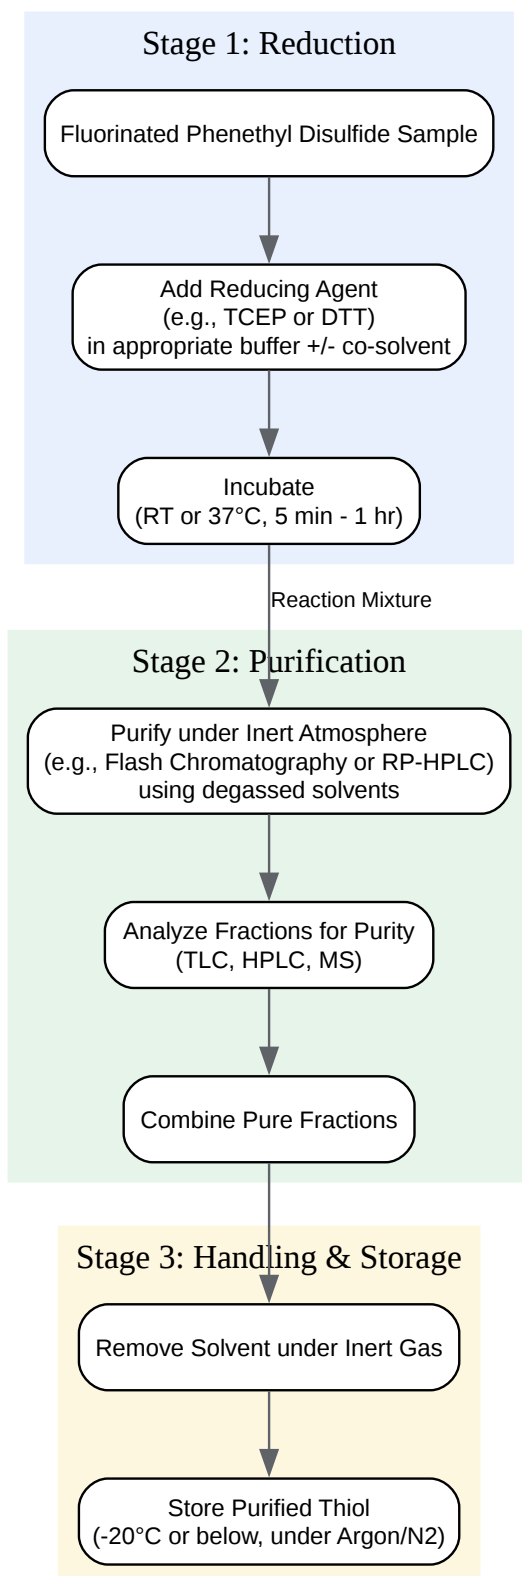 Stage 1: Reduction
Fluorinated Phenethyl Disulfide Sample
Add Reducing Agent
(e.g., TCEP or DTT)
in appropriate buffer +/- co-solvent
Incubate
(RT or 37°C, 5 min - 1 hr)
Reaction Mixture
Stage 2: Purification
Purify under Inert Atmosphere
(e.g., Flash Chromatography or RP-HPLC)
using degassed solvents
Analyze Fractions for Purity
(TLC, HPLC, MS)
Combine Pure Fractions
Stage 3: Handling & Storage
Remove Solvent under Inert Gas
Store Purified Thiol
(-20°C or below, under Argon/N2)